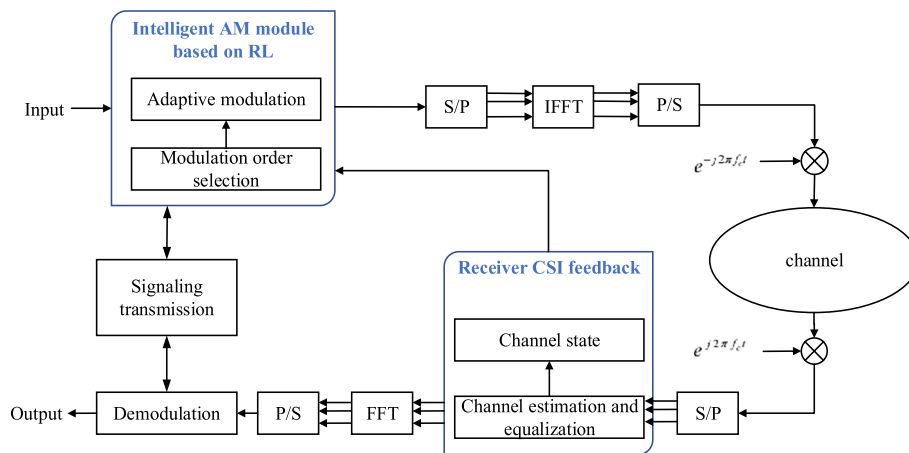 Intelligent AM module
based on RL
Input
Adaptive modulation
Modulation order
selection
S/P
IFFT
P/S
e^{-j2πf_ct}
channel
e^{j2πf_ct}
Signaling
transmission
Receiver CSI feedback
Channel state
Channel estimation and
equalization
S/P
FFT
P/S
Demodulation
Output